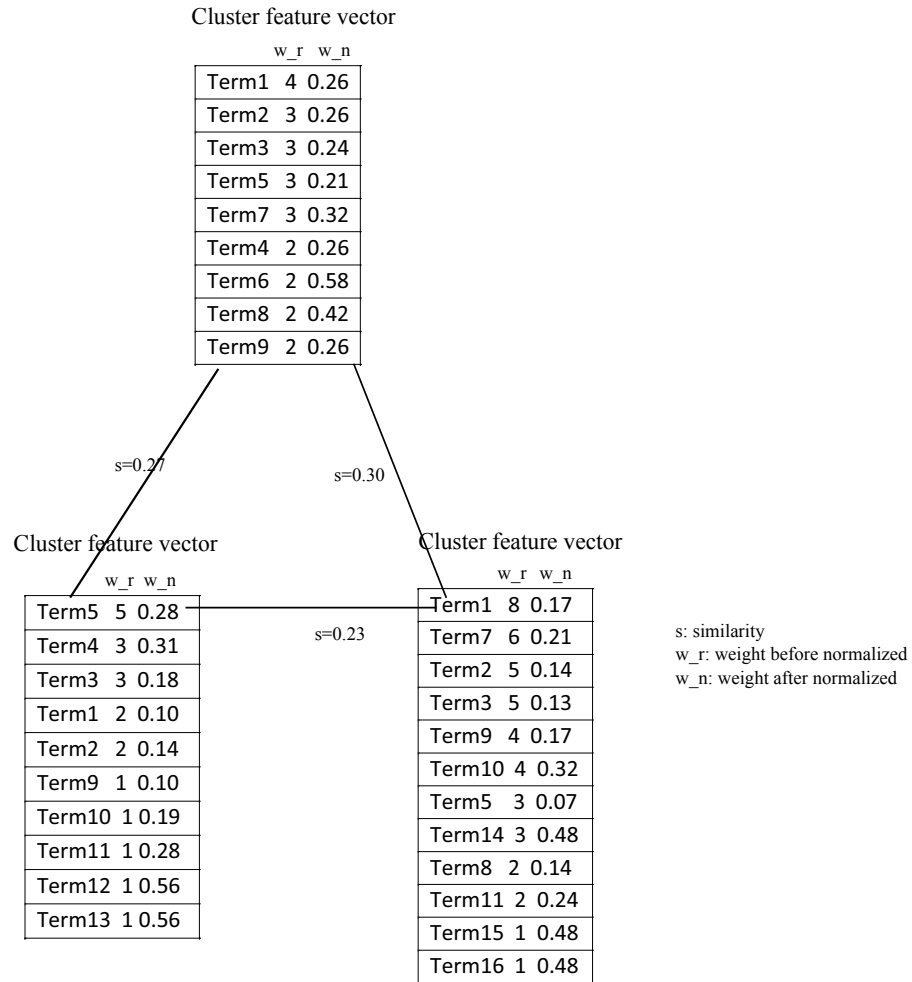 Cluster feature vector
w_r w_n
Term1 4 0.26
Term2 3 0.26
Term3 3 0.24
Term5 3 0.21
Term7 3 0.32
Term4 2 0.26
Term6 2 0.58
Term8 2 0.42
Term9 2 0.26
s=0.27
s=0.30
Cluster feature vector
w_r w_n
Term5 5 0.28
Term4 3 0.31
Term3 3 0.18
Term1 2 0.10
Term2 2 0.14
Term9 1 0.10
Term10 1 0.19
Term11 1 0.28
Term12 1 0.56
Term13 1 0.56
s=0.23
Cluster feature vector
w_r w_n
Term1 8 0.17
Term7 6 0.21
Term2 5 0.14
Term3 5 0.13
Term9 4 0.17
Term10 4 0.32
Term5 3 0.07
Term14 3 0.48
Term8 2 0.14
Term11 2 0.24
Term15 1 0.48
Term16 1 0.48
s: similarity
w_r: weight before normalized
w_n: weight after normalized